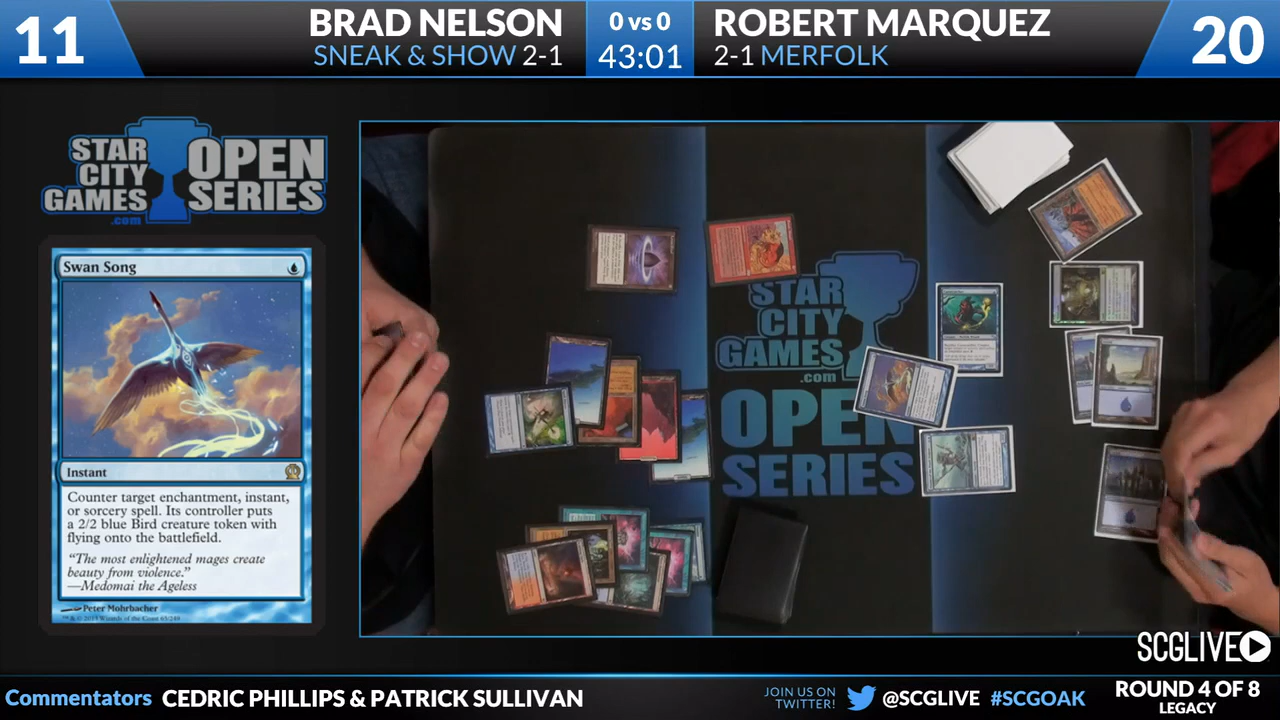 11
BRAD NELSON
SNEAK & SHOW 2-1
0 vs 0
43:01
ROBERT MARQUEZ
2-1 MERFOLK
20
STAR
CITY
GAMES
.com
OPEN
SERIES
Swan Song
Instant
Counter target enchantment, instant,
or sorcery spell. Its controller puts
a 2/2 blue Bird creature token with
flying onto the battlefield.
"The most enlightened mages create
beauty from violence."
—Medomai the Ageless
Peter Mohrbacher
STAR
CITY
GAMES
.com
OPEN
SERIES
SCGLIVE
Commentators CEDRIC PHILLIPS & PATRICK SULLIVAN
JOIN US ON
TWITTER!
@SCGLIVE #SCGOAK
ROUND 4 OF 8
LEGACY